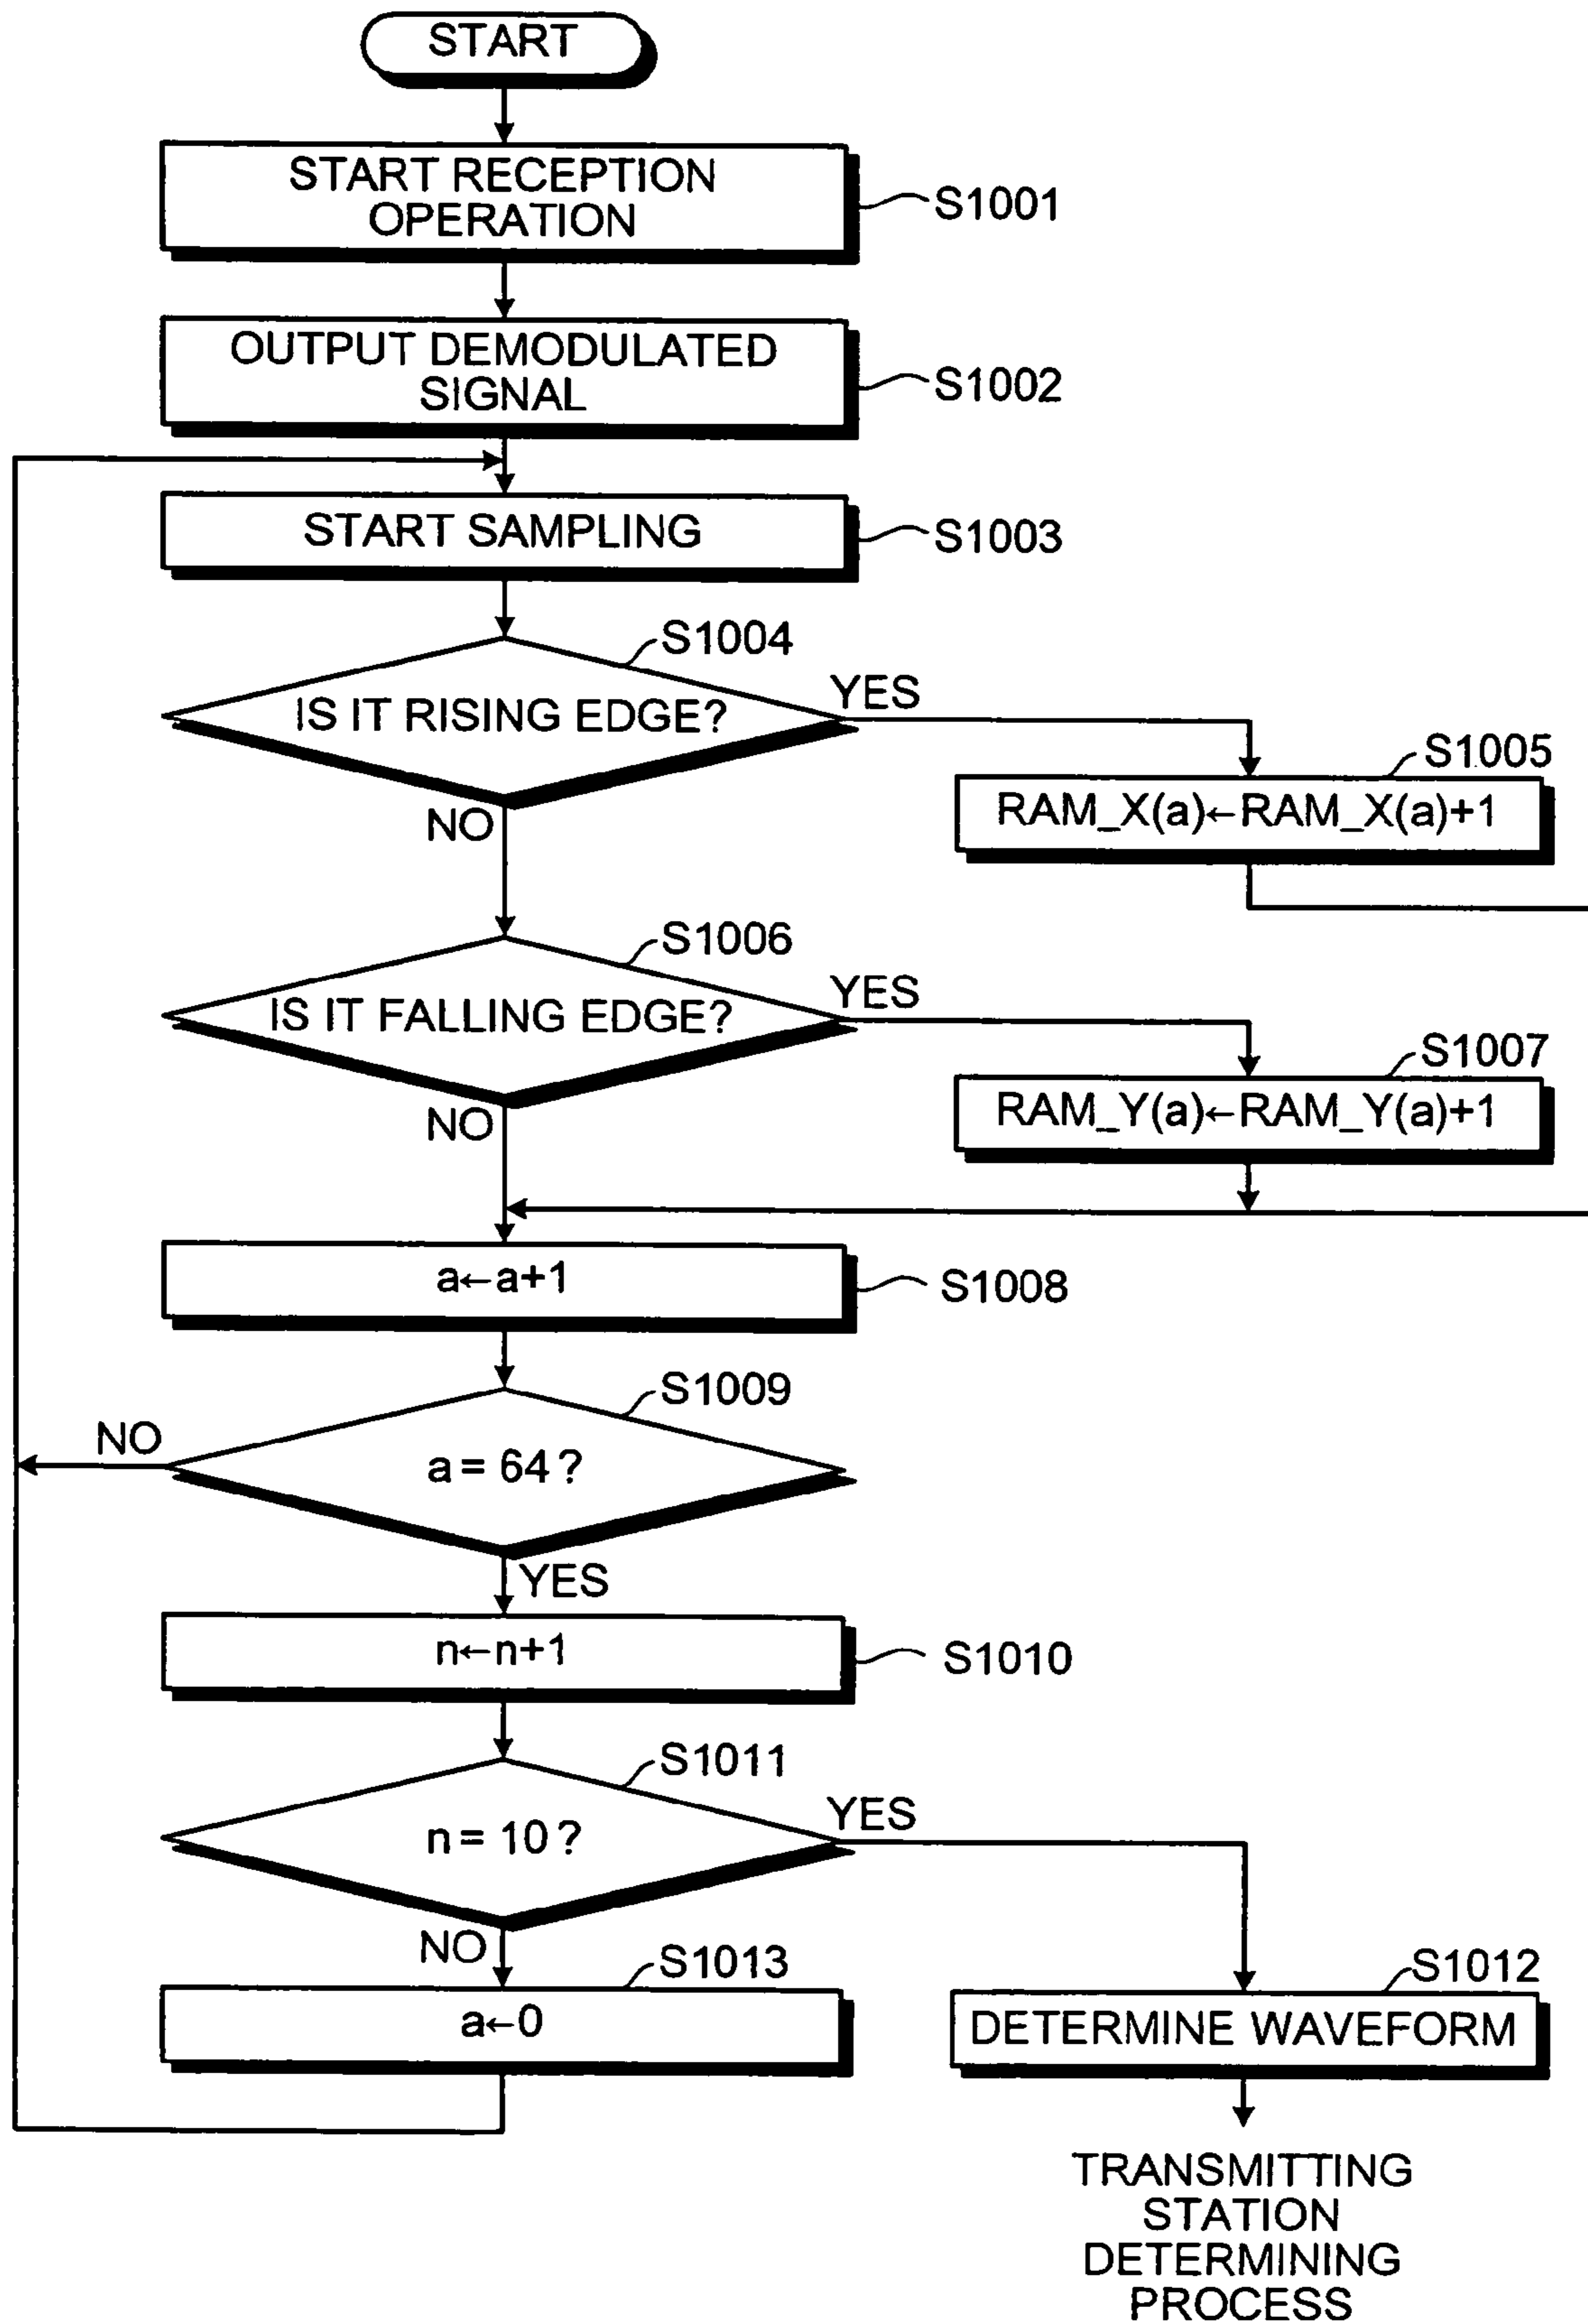 START
START RECEPTION
OPERATION
S1001
OUTPUT DEMODULATED
SIGNAL
S1002
START SAMPLING
S1003
S1004
IS IT RISING EDGE?
YES
NO
S1005
RAM_X(a)←RAM_X(a)+1
S1006
IS IT FALLING EDGE?
YES
NO
S1007
RAM_Y(a)←RAM_Y(a)+1
a←a+1
S1008
S1009
NO
a = 64 ?
YES
n←n+1
S1010
S1011
n = 10 ?
YES
NO
S1013
a←0
S1012
DETERMINE WAVEFORM
TRANSMITTING
STATION
DETERMINING
PROCESS